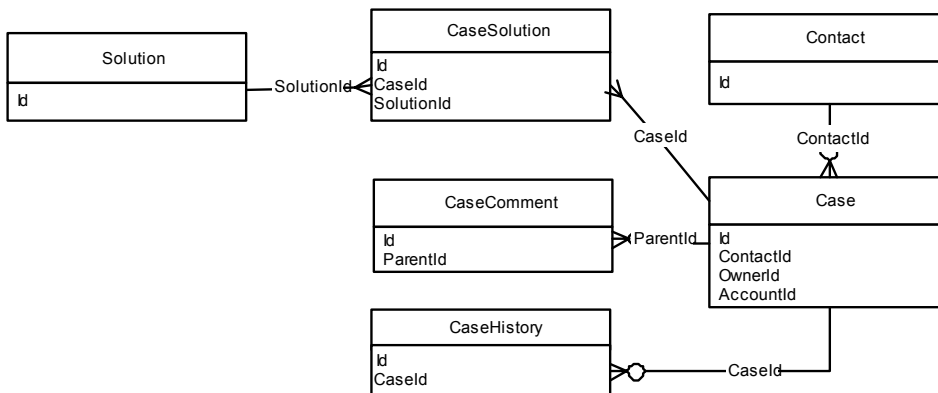 Solution
Id
SolutionId
CaseSolution
Id
CaseId
SolutionId
Contact
Id
CaseId
ContactId
CaseComment
Id
ParentId
ParentId
Case
Id
ContactId
OwnerId
AccountId
CaseHistory
Id
CaseId
CaseId